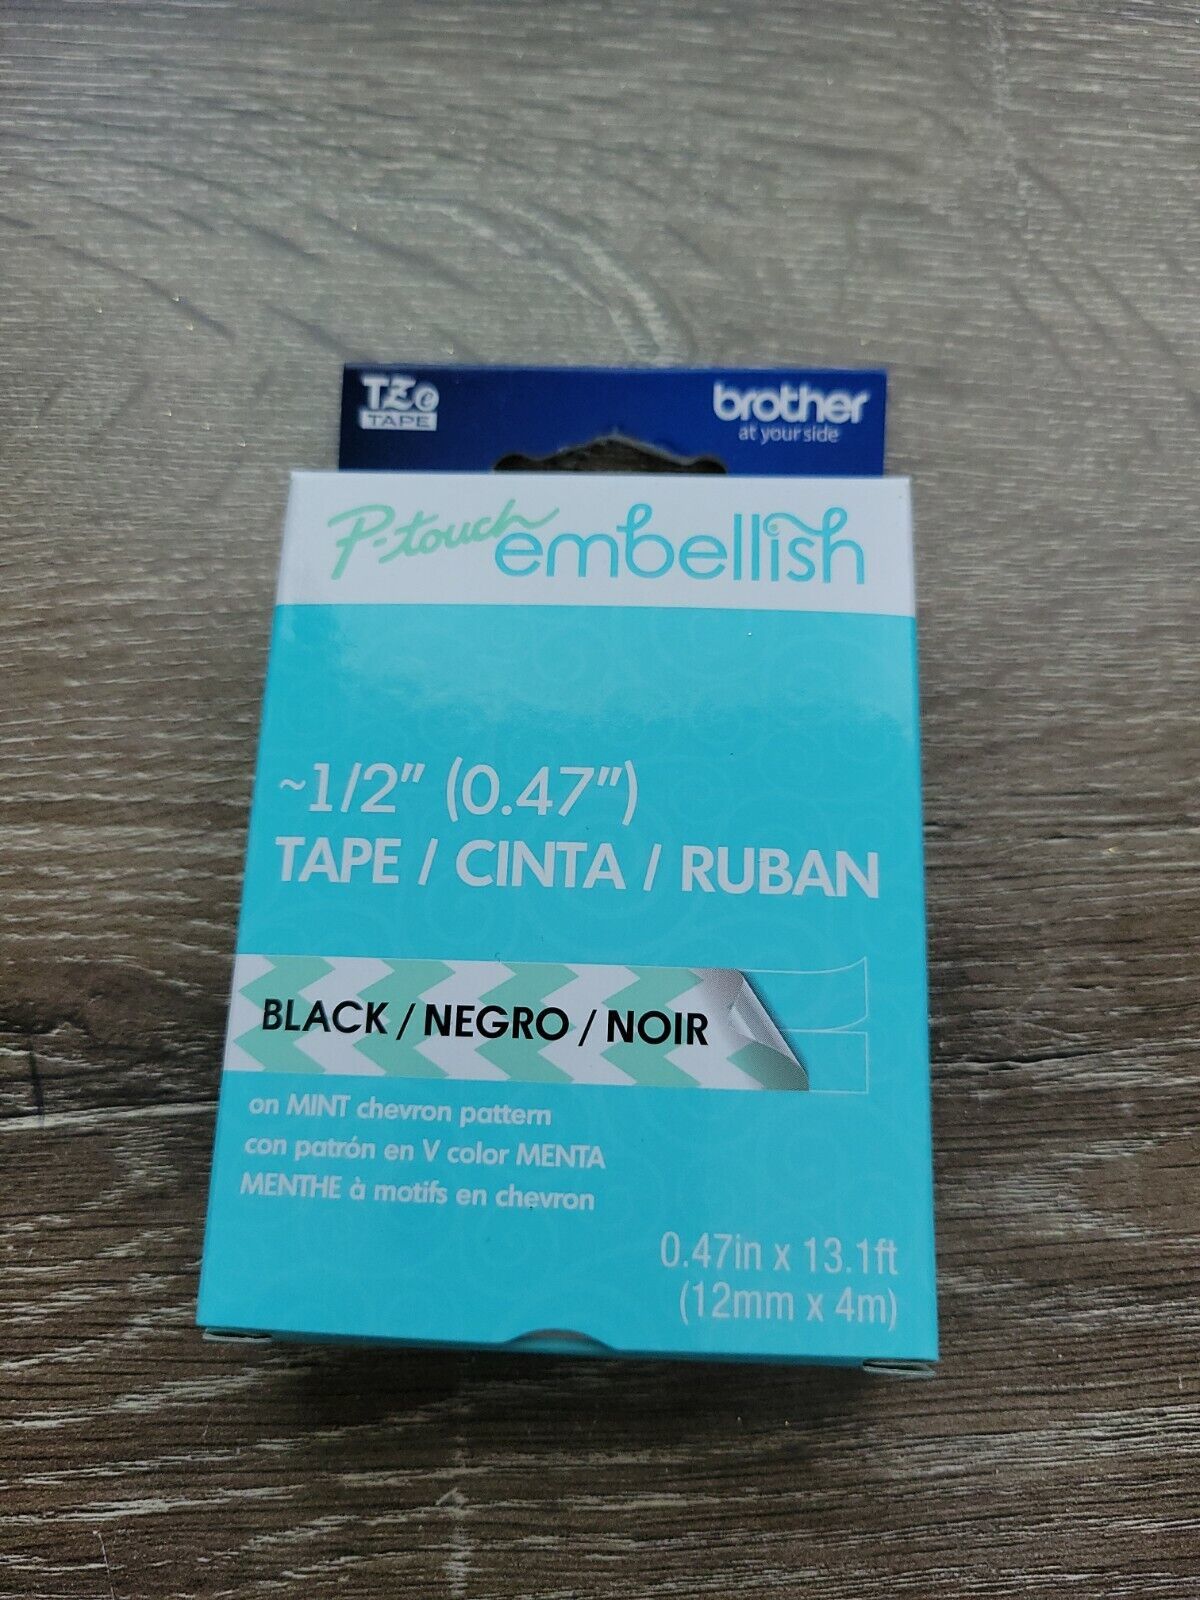 TZe
TAPE
brother
at your side
P-touch embellish
~1/2" (0.47")
TAPE / CINTA / RUBAN
BLACK / NEGRO / NOIR
on MINT chevron pattern
con patrón en V color MENTA
MENTHE à motifs en chevron
0.47in x 13.1ft
(12mm x 4m)